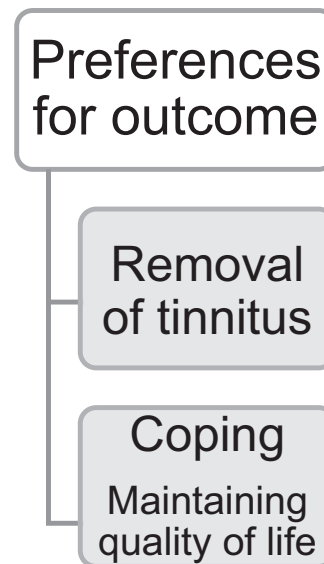 Preferences
for outcome
Removal
of tinnitus
Coping
Maintaining
quality of life